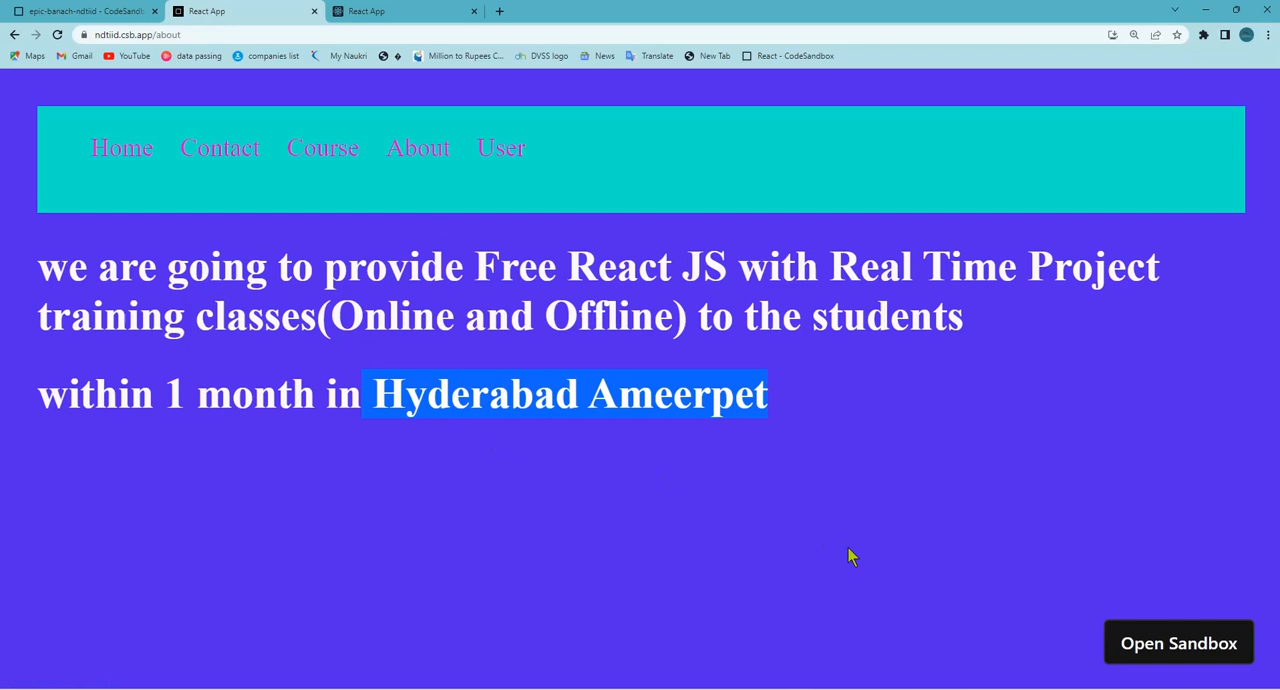 epic-banach-ndtiid - CodeSandb
React App
React App
ndtiid.csb.app/about
Maps Gmail YouTube data passing companies list My Naukri Million to Rupees C... DVSS logo News Translate New Tab React - CodeSandbox
Home Contact Course About User
we are going to provide Free React JS with Real Time Project
training classes(Online and Offline) to the students
within 1 month in Hyderabad Ameerpet
Open Sandbox